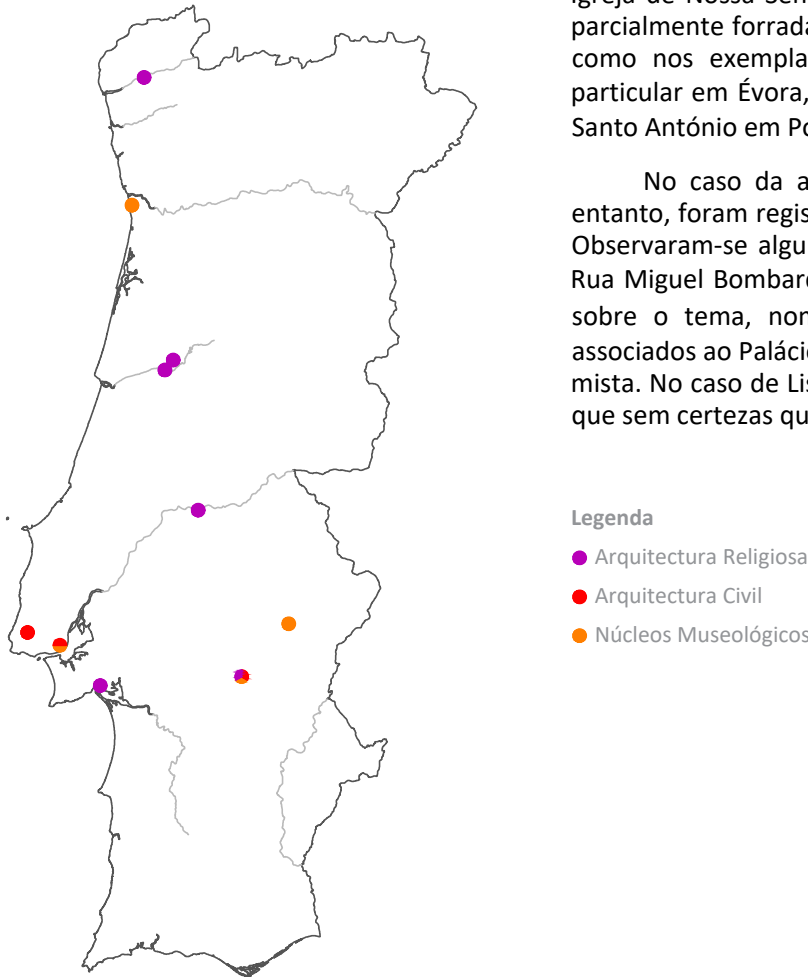 Igreja de Nossa Sen
parcialmente forrada
como nos exempla
particular em Évora,
Santo António em Po
No caso da a
entanto, foram regis
Observaram-se algu
Rua Miguel Bombard
sobre o tema, nom
associados ao Palácio
mista. No caso de Lis
que sem certezas qu
Legenda
Arquitectura Religiosa
Arquitectura Civil
Núcleos Museológicos